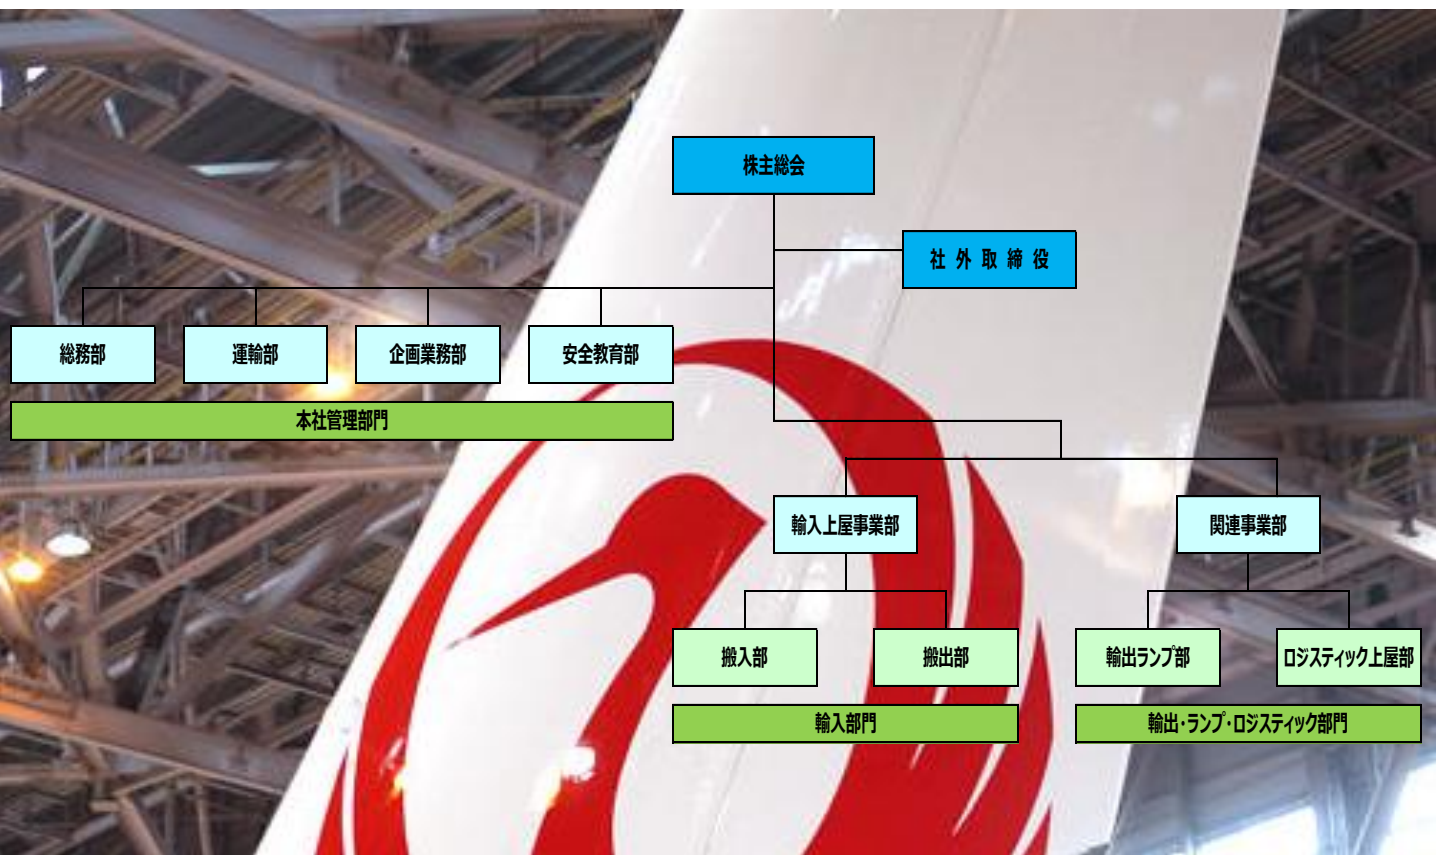 株主総会
社 外 取 締 役
総務部
運輸部
企画業務部
安全教育部
本社管理部門
輸入上屋事業部
関連事業部
搬入部
搬出部
輸出ランプ部
ロジスティック上屋部
輸入部門
輸出・ランプ・ロジスティック部門